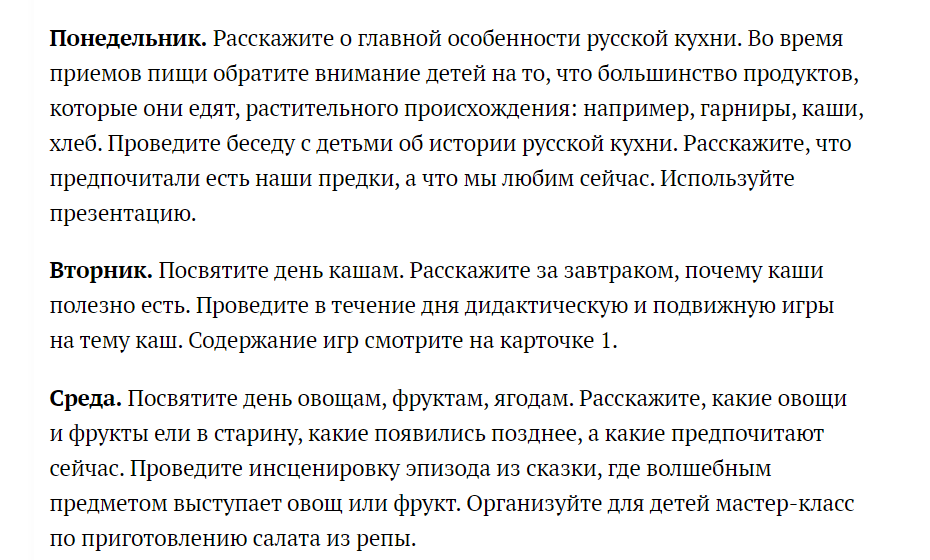 Понедельник. Расскажите о главной особенности русской кухни. Во время
приемов пищи обратите внимание детей на то, что большинство продуктов,
которые они едят, растительного происхождения: например, гарниры, каши,
хлеб. Проведите беседу с детьми об истории русской кухни. Расскажите, что
предпочитали есть наши предки, а что мы любим сейчас. Используйте
презентацию.
Вторник. Посвятите день кашам. Расскажите за завтраком, почему каши
полезно есть. Проведите в течение дня дидактическую и подвижную игры
на тему каш. Содержание игр смотрите на карточке 1.
Среда. Посвятите день овощам, фруктам, ягодам. Расскажите, какие овощи
и фрукты ели в старину, какие появились позднее, а какие предпочитают
сейчас. Проведите инсценировку эпизода из сказки, где волшебным
предметом выступает овощ или фрукт. Организуйте для детей мастер-класс
по приготовлению салата из репы.